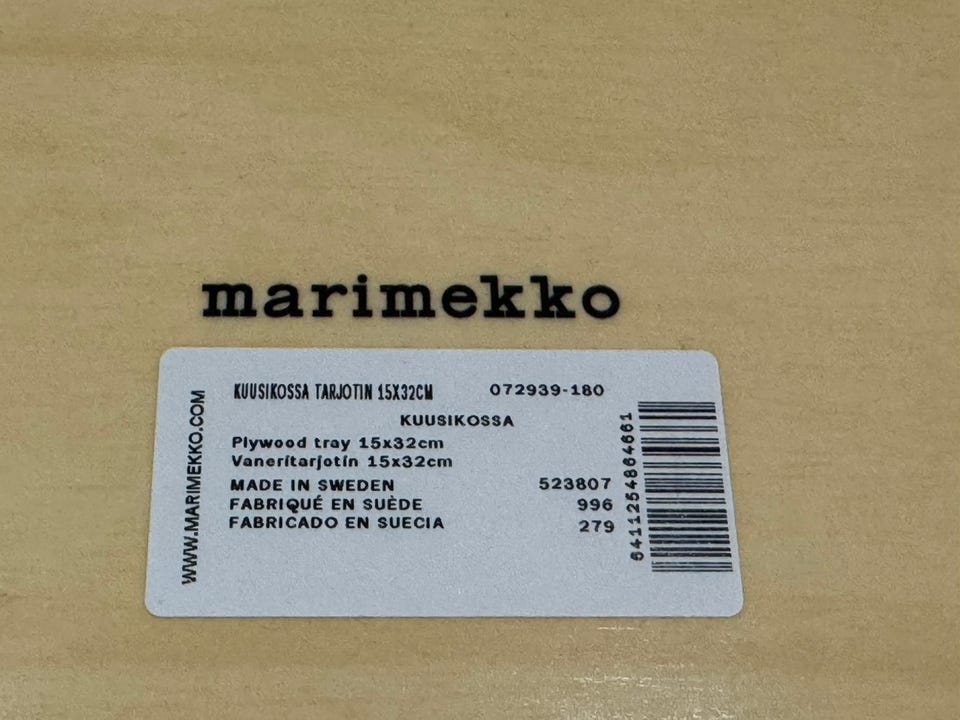 marimekko
WWW.MARIMEKKO.COM
KUUSIKOSSA TARJOTIN 15X32CM 072939-180
KUUSIKOSSA
Plywood tray 15x32cm
Vaneritarjotin 15x32cm
MADE IN SWEDEN 523807
FABRIQUÉ EN SUÈDE 996
FABRICADO EN SUECIA 279
6411254864661